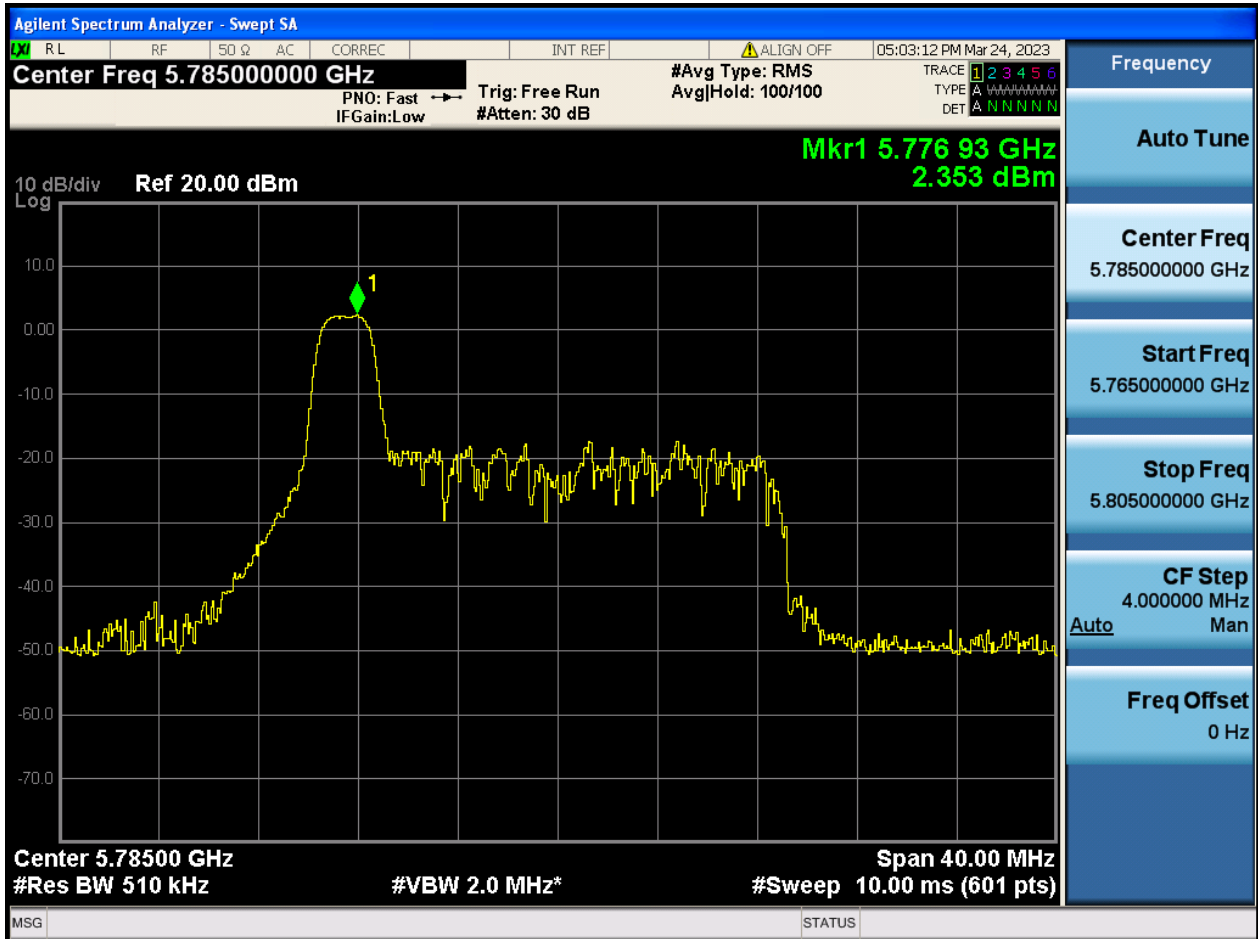 Agilent Spectrum Analyzer - Swept SA
LXI RL RF 50 Ω AC CORREC INT REF ALIGN OFF 05:03:12 PM Mar 24, 2023
Center Freq 5.785000000 GHz
PNO: Fast
IFGain:Low
Trig: Free Run
#Atten: 30 dB
#Avg Type: RMS
Avg|Hold: 100/100
TRACE 1 2 3 4 5 6
TYPE A WWWWW
DET A N N N N N
Mkr1 5.776 93 GHz
2.353 dBm
10 dB/div Ref 20.00 dBm
Log
10.0
0.00
-10.0
-20.0
-30.0
-40.0
-50.0
-60.0
-70.0
1
Center 5.78500 GHz Span 40.00 MHz
#Res BW 510 kHz #VBW 2.0 MHz* #Sweep 10.00 ms (601 pts)
MSG STATUS
Frequency
Auto Tune
Center Freq
5.785000000 GHz
Start Freq
5.765000000 GHz
Stop Freq
5.805000000 GHz
CF Step
4.000000 MHz
Auto Man
Freq Offset
0 Hz